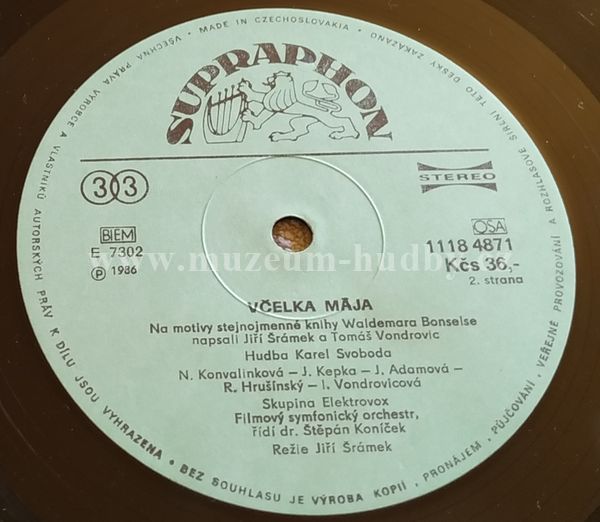 VŠECHNA PRÁVA VÝROBCE A VLASTNÍKŮ AUTORSKÝCH PRÁV K DÍLU JSOU VYHRAZENA • BEZ SOUHLASU JE VÝROBA KOPIÍ, PRONÁJEM, PŮJČOVÁNÍ, VEŘEJNÉ PROVOZOVÁNÍ A ROZHLASOVÉ ŠÍŘENÍ TÉTO DESKY ZAKÁZÁNO • MADE IN CZECHOSLOVAKIA •
SUPRAPHON
33
STEREO
BIEM
OSA
E 7302
1118 4871
Ⓟ 1986
Kčs 36,-
www.muzeum-hudby.cz
2. strana
VČELKA MÁJA
Na motivy stejnojmenné knihy Waldemara Bonselse
napsali Jiří Šrámek a Tomáš Vondrovic
Hudba Karel Svoboda
N. Konvalinková – J. Kepka – J. Adamová –
R. Hrušínský – I. Vondrovicová
Skupina Elektrovox
Filmový symfonický orchestr,
řídí dr. Štěpán Koníček
Režie Jiří Šrámek